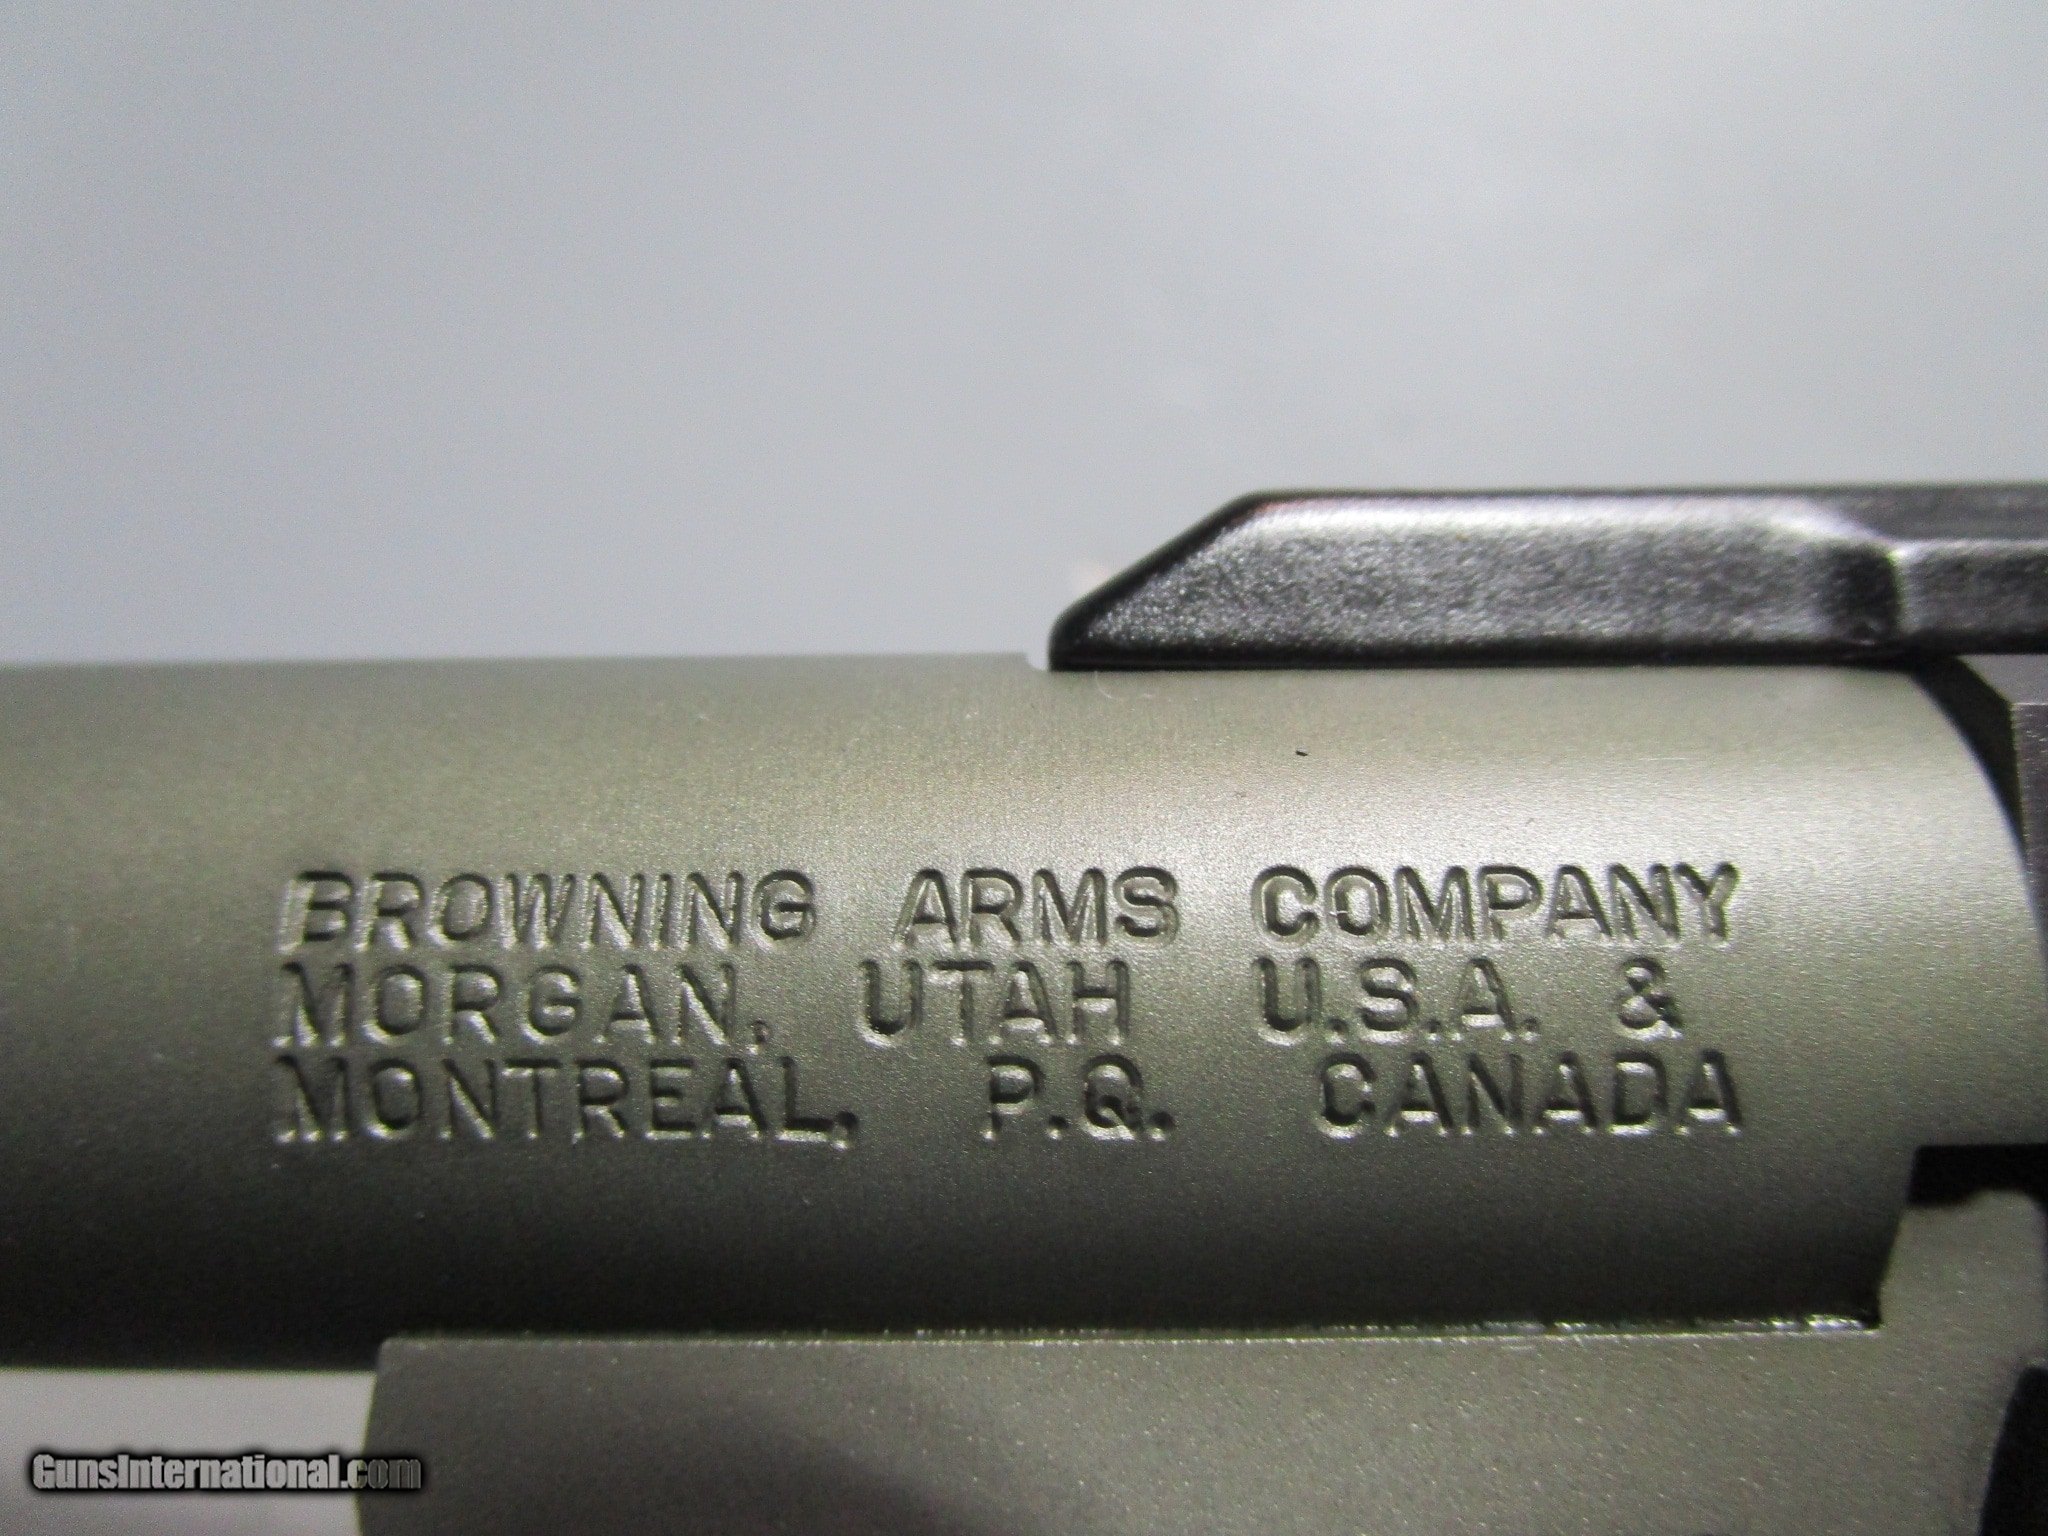 BROWNING ARMS COMPANY
MORGAN, UTAH U.S.A. &
MONTREAL, P.Q. CANADA
GunsInternational.com